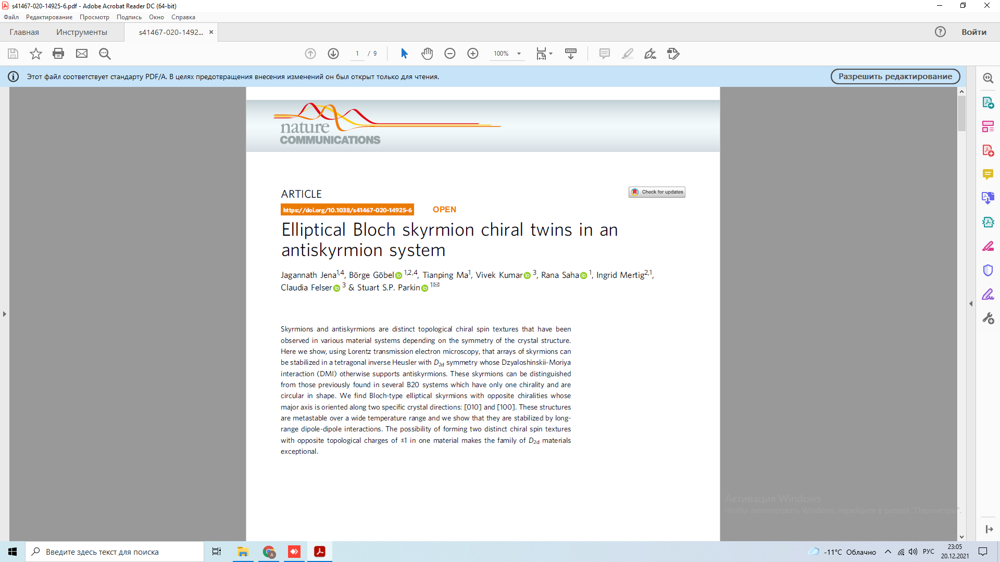 s41467-020-14925-6.pdf - Adobe Acrobat Reader DC (64-bit)
Файл Редактирование Просмотр Подпись Окно Справка
Главная Инструменты s41467-020-1492... × Войти
1 / 9 100%
Этот файл соответствует стандарту PDF/A. В целях предотвращения внесения изменений он был открыт только для чтения. Разрешить редактирование
nature
COMMUNICATIONS
ARTICLE
Check for updates
https://doi.org/10.1038/s41467-020-14925-6 OPEN
Elliptical Bloch skyrmion chiral twins in an
antiskyrmion system
Jagannath Jena1,4, Börge Göbel iD 1,2,4, Tianping Ma1, Vivek Kumar iD 3, Rana Saha iD 1, Ingrid Mertig2,1,
Claudia Felser iD 3 & Stuart S.P. Parkin iD 1✉
Skyrmions and antiskyrmions are distinct topological chiral spin textures that have been
observed in various material systems depending on the symmetry of the crystal structure.
Here we show, using Lorentz transmission electron microscopy, that arrays of skyrmions can
be stabilized in a tetragonal inverse Heusler with D2d symmetry whose Dzyaloshinskii-Moriya
interaction (DMI) otherwise supports antiskyrmions. These skyrmions can be distinguished
from those previously found in several B20 systems which have only one chirality and are
circular in shape. We find Bloch-type elliptical skyrmions with opposite chiralities whose
major axis is oriented along two specific crystal directions: [010] and [100]. These structures
are metastable over a wide temperature range and we show that they are stabilized by long-
range dipole-dipole interactions. The possibility of forming two distinct chiral spin textures
with opposite topological charges of ±1 in one material makes the family of D2d materials
exceptional.
Активация Windows
Чтобы активировать Windows, перейдите в раздел "Параметры".
Введите здесь текст для поиска
-11°C Облачно РУС
23:05
20.12.2021